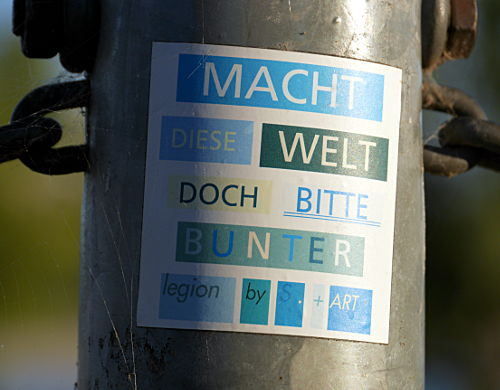 MACHT
DIESE WELT
DOCH BITTE
BUNTER
legion by S. + ART